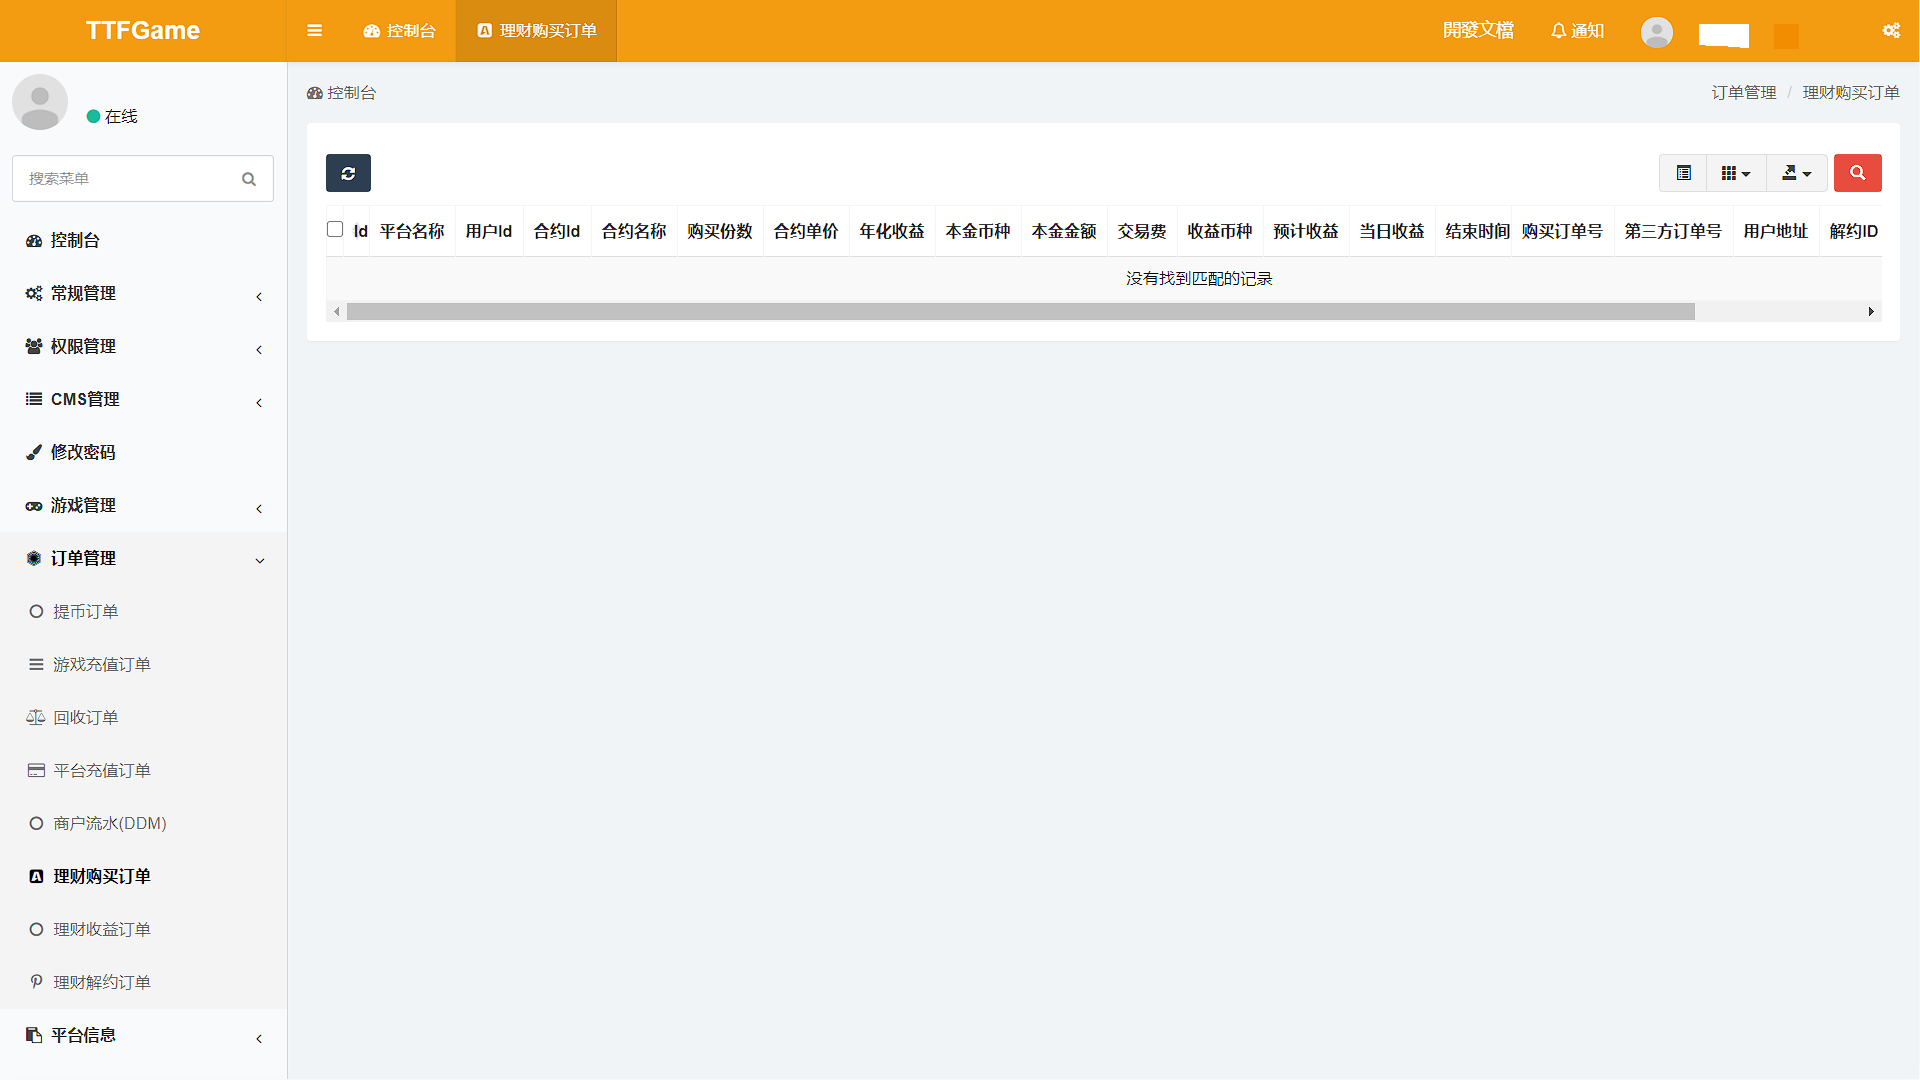 TTFGame
控制台
理财购买订单
開發文檔
通知
在线
搜索菜单
控制台
常规管理
权限管理
CMS管理
修改密码
游戏管理
订单管理
提币订单
游戏充值订单
回收订单
平台充值订单
商户流水(DDM)
理财购买订单
理财收益订单
理财解约订单
平台信息
控制台
订单管理 / 理财购买订单
Id 平台名称 用户Id 合约Id 合约名称 购买份数 合约单价 年化收益 本金币种 本金金额 交易费 收益币种 预计收益 当日收益 结束时间 购买订单号 第三方订单号 用户地址 解约ID
没有找到匹配的记录